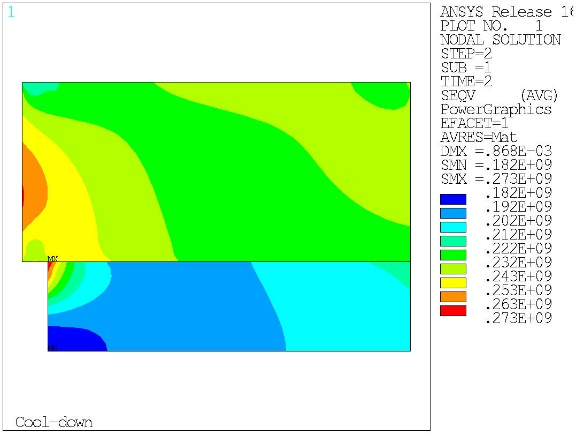 1
ANSYS Release 16
PLOT NO. 1
NODAL SOLUTION
STEP=2
SUB =1
TIME=2
SEQV (AVG)
PowerGraphics
EFACET=1
AVRES=Mat
DMX =.868E-03
SMN =.182E+09
SMX =.273E+09
.182E+09
.192E+09
.202E+09
.212E+09
.222E+09
.232E+09
.243E+09
.253E+09
.263E+09
.273E+09
MX
Cool-down